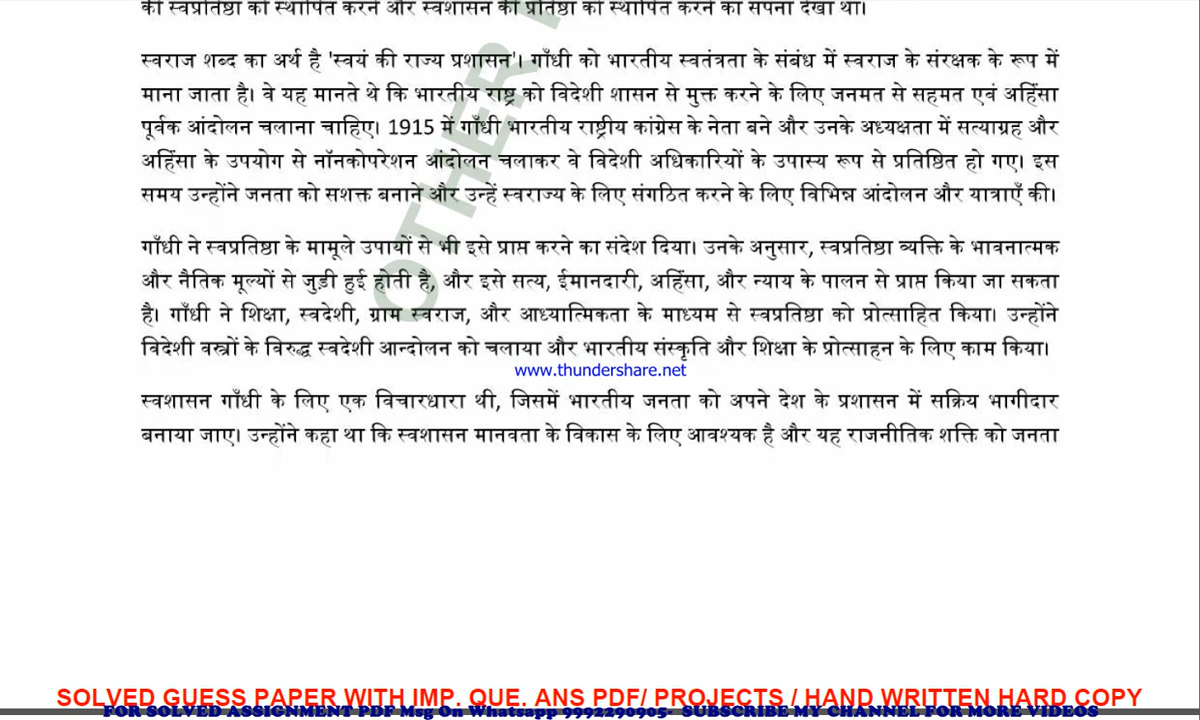 की स्वप्रतिष्ठा को स्थापित करने और स्वशासन की प्रतिष्ठा को स्थापित करने का सपना देखा था।
स्वराज शब्द का अर्थ है 'स्वयं की राज्य प्रशासन'। गाँधी को भारतीय स्वतंत्रता के संबंध में स्वराज के संरक्षक के रूप में
माना जाता है। वे यह मानते थे कि भारतीय राष्ट्र को विदेशी शासन से मुक्त करने के लिए जनमत से सहमत एवं अहिंसा
पूर्वक आंदोलन चलाना चाहिए। 1915 में गाँधी भारतीय राष्ट्रीय कांग्रेस के नेता बने और उनके अध्यक्षता में सत्याग्रह और
अहिंसा के उपयोग से नॉनकोपरेशन आंदोलन चलाकर वे विदेशी अधिकारियों के उपास्य रूप से प्रतिष्ठित हो गए। इस
समय उन्होंने जनता को सशक्त बनाने और उन्हें स्वराज्य के लिए संगठित करने के लिए विभिन्न आंदोलन और यात्राएँ की।
गाँधी ने स्वप्रतिष्ठा के मामूले उपायों से भी इसे प्राप्त करने का संदेश दिया। उनके अनुसार, स्वप्रतिष्ठा व्यक्ति के भावनात्मक
और नैतिक मूल्यों से जुड़ी हुई होती है, और इसे सत्य, ईमानदारी, अहिंसा, और न्याय के पालन से प्राप्त किया जा सकता
है। गाँधी ने शिक्षा, स्वदेशी, ग्राम स्वराज, और आध्यात्मिकता के माध्यम से स्वप्रतिष्ठा को प्रोत्साहित किया। उन्होंने
विदेशी वस्त्रों के विरुद्ध स्वदेशी आन्दोलन को चलाया और भारतीय संस्कृति और शिक्षा के प्रोत्साहन के लिए काम किया।
www.thundershare.net
स्वशासन गाँधी के लिए एक विचारधारा थी, जिसमें भारतीय जनता को अपने देश के प्रशासन में सक्रिय भागीदार
बनाया जाए। उन्होंने कहा था कि स्वशासन मानवता के विकास के लिए आवश्यक है और यह राजनीतिक शक्ति को जनता
OTHER
SOLVED GUESS PAPER WITH IMP. QUE. ANS PDF/ PROJECTS / HAND WRITTEN HARD COPY
FOR SOLVED ASSIGNMENT PDF Msg On Whatsapp 9992290905- SUBSCRIBE MY CHANNEL FOR MORE VIDEOS